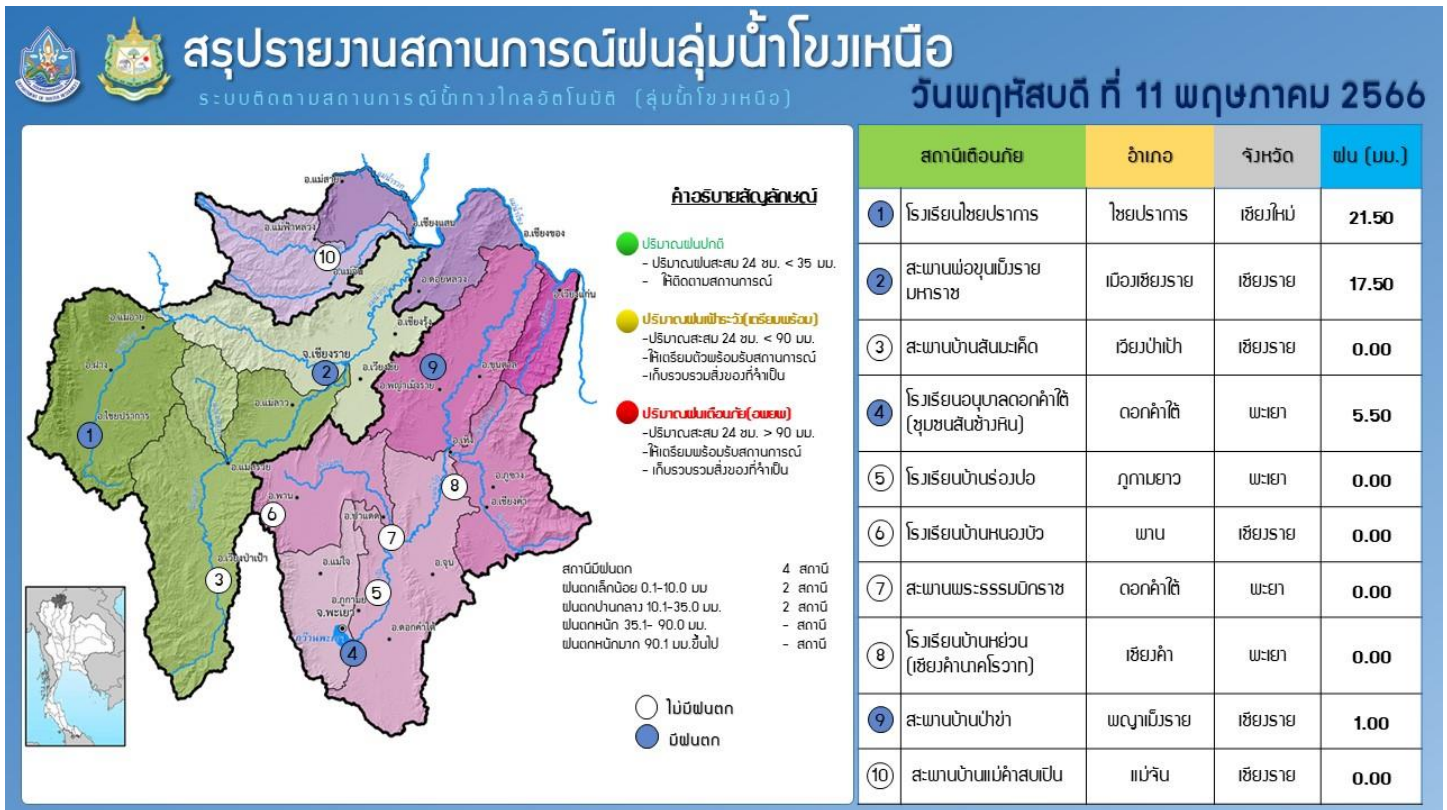 สรุปรายงานสถานการณ์ฝนลุ่มน้ำโขงเหนือ
ระบบติดตามสถานการณ์น้ำทางไกลอัตโนมัติ (ลุ่มน้ำโขงเหนือ)
วันพฤหัสบดี ที่ 11 พฤษภาคม 2566
อ.แม่สาย
อ.แม่ฟ้าหลวง
อ.เชียงแสน
อ.เชียงของ
10
อ.แม่จัน
อ.ดอยหลวง
อ.เวียงแก่น
อ.แม่อาย
อ.เชียงรุ้ง
จ.เชียงราย
อ.ฝาง
2
อ.เวียงชัย
9
อ.พญาเม็งราย
อ.ขุนตาล
อ.แม่ลาว
อ.ไชยปราการ
1
อ.เทิง
อ.แม่สรวย
8
อ.ภูซาง
อ.เชียงคำ
อ.พาน
6
อ.ป่าแดด
7
อ.เวียงป่าเป้า
3
อ.แม่ใจ
อ.จุน
5
จ.พะเยา
อ.ดอกคำใต้
4
คำอธิบายสัญลักษณ์
ปริมาณฝนปกติ
- ปริมาณฝนสะสม 24 ชม. < 35 มม.
- ให้ติดตามสถานการณ์
ปริมาณฝนเฝ้าระวัง(เตรียมพร้อม)
-ปริมาณสะสม 24 ชม. < 90 มม.
-ให้เตรียมตัวพร้อมรับสถานการณ์
-เก็บรวบรวมสิ่งของที่จำเป็น
ปริมาณฝนเตือนภัย(อพยพ)
-ปริมาณสะสม 24 ชม. > 90 มม.
-ให้เตรียมพร้อมรับสถานการณ์
- เก็บรวบรวมสิ่งของที่จำเป็น
สถานีมีฝนตก 4 สถานี
ฝนตกเล็กน้อย 0.1-10.0 มม 2 สถานี
ฝนตกปานกลาง 10.1-35.0 มม. 2 สถานี
ฝนตกหนัก 35.1- 90.0 มม. - สถานี
ฝนตกหนักมาก 90.1 มม.ขึ้นไป - สถานี
ไม่มีฝนตก
มีฝนตก
สถานีเตือนภัย อำเภอ จังหวัด ฝน (มม.)
1 โรงเรียนไชยปราการ ไชยปราการ เชียงใหม่ 21.50
2 สะพานพ่อขุนเม็งราย
มหาราช เมืองเชียงราย เชียงราย 17.50
3 สะพานบ้านสันมะเค็ด เวียงป่าเป้า เชียงราย 0.00
4 โรงเรียนอนุบาลดอกคำใต้
(ชุมชนสันช้างหิน) ดอกคำใต้ พะเยา 5.50
5 โรงเรียนบ้านร่องปอ ภูกามยาว พะเยา 0.00
6 โรงเรียนบ้านหนองบัว พาน เชียงราย 0.00
7 สะพานพระธรรรมมิกราช ดอกคำใต้ พะยา 0.00
8 โรงเรียนบ้านหย่วน
(เชียงคำนาคโรวาท) เชียงคำ พะเยา 0.00
9 สะพานบ้านป่าข่า พญาเม็งราย เชียงราย 1.00
10 สะพานบ้านแม่คำสบเปิน แม่จัน เชียงราย 0.00